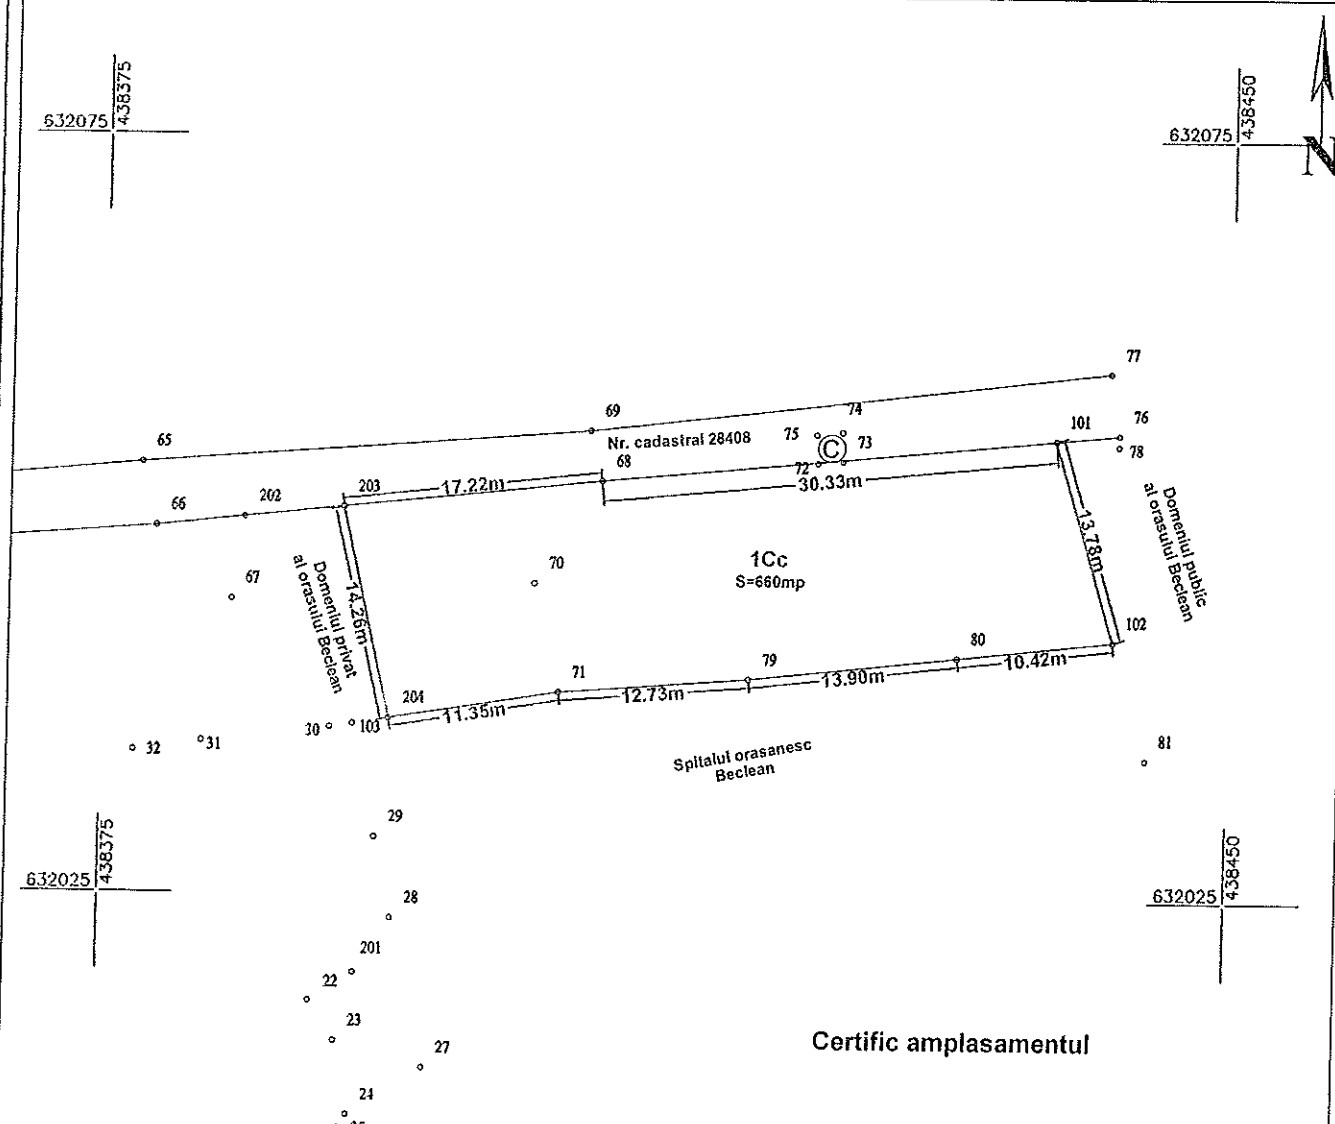 438375
632075
438450
632075
N
77
69
74
76
101
65
Nr. cadastral 28408
75
C
73
78
68
72
203
17.22m
30.33m
202
66
Domeniul public
al orasului Beclean
13.78m
67
Domeniul privat
al orasului Beclean
14.26m
70
1Cc
S=660mp
102
80
79
71
10.42m
13.90m
12.73m
204
11.35m
30
103
31
32
Spitalul orasanesc
Beclean
81
29
438375
632025
438450
632025
28
201
22
23
27
Certific amplasamentul
24